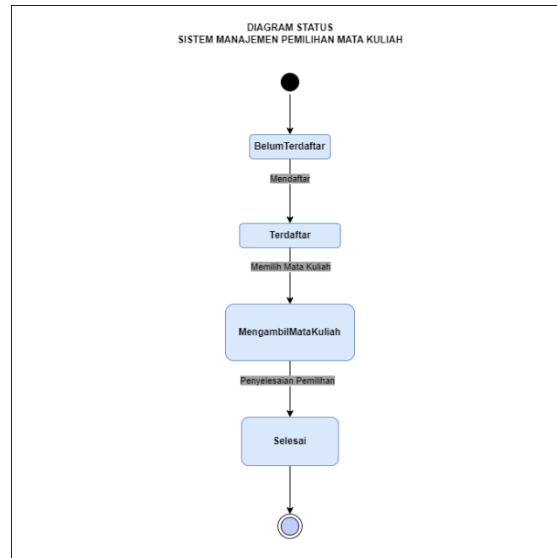 DIAGRAM STATUS
SISTEM MANAJEMEN PEMILIHAN MATA KULIAH
BelumTerdaftar
Mendaftar
Terdaftar
Memilih Mata Kuliah
MengambilMataKuliah
Penyelesaian Pemilihan
Selesai